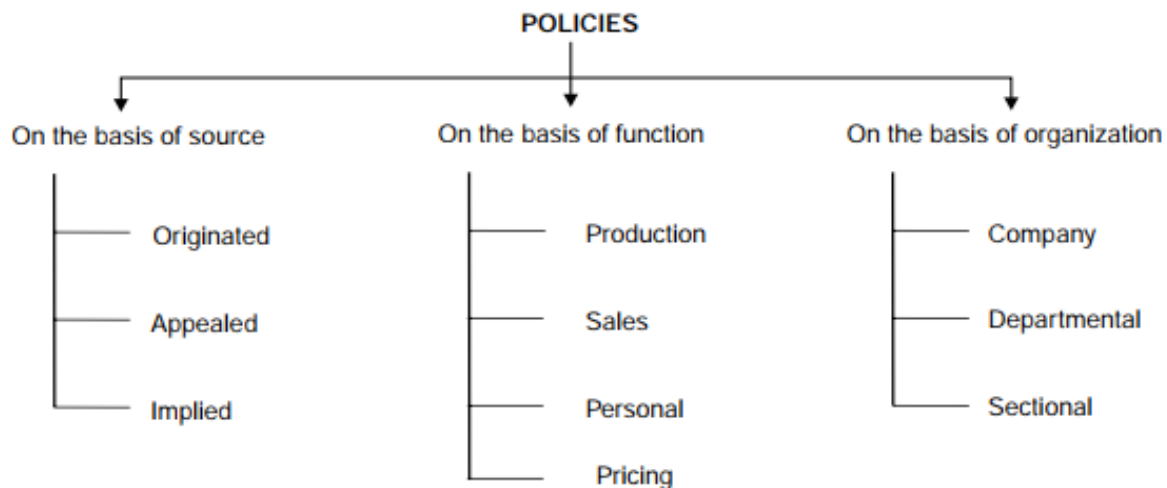 POLICIES
On the basis of source
Originated
Appealed
Implied
On the basis of function
Production
Sales
Personal
Pricing
On the basis of organization
Company
Departmental
Sectional